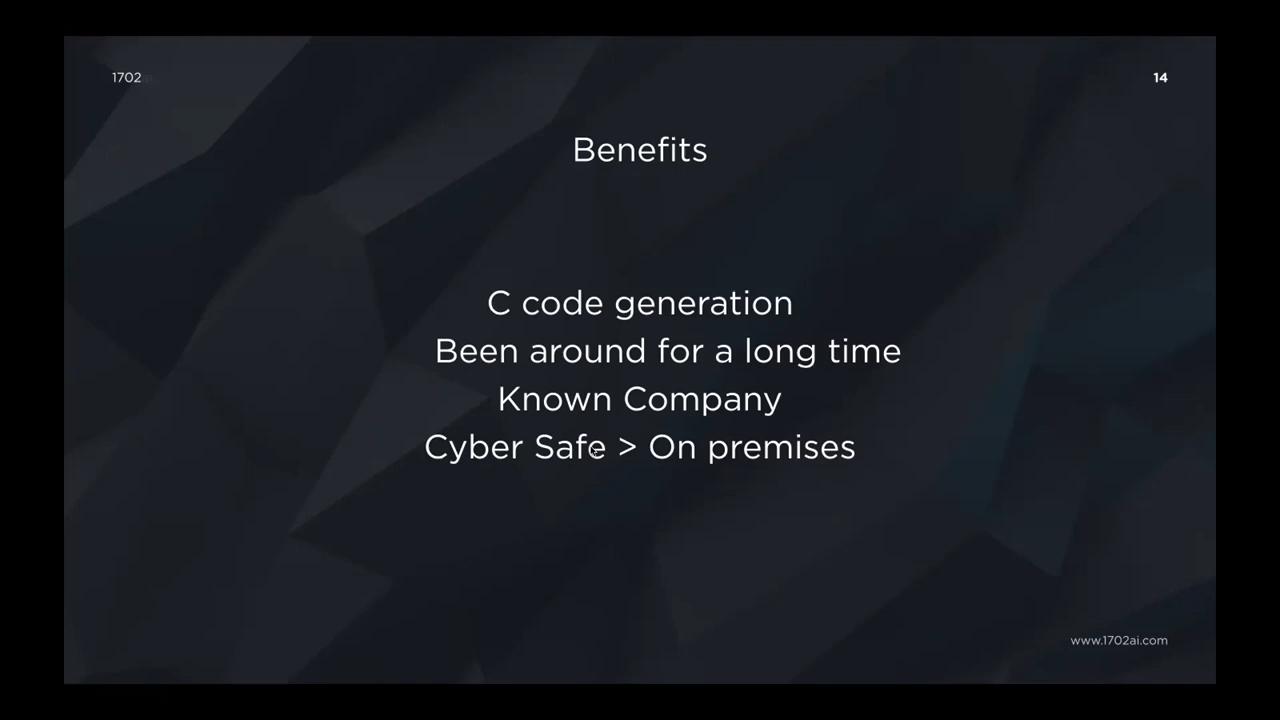 1702
14
Benefits
C code generation
Been around for a long time
Known Company
Cyber Safe > On premises
www.1702ai.com